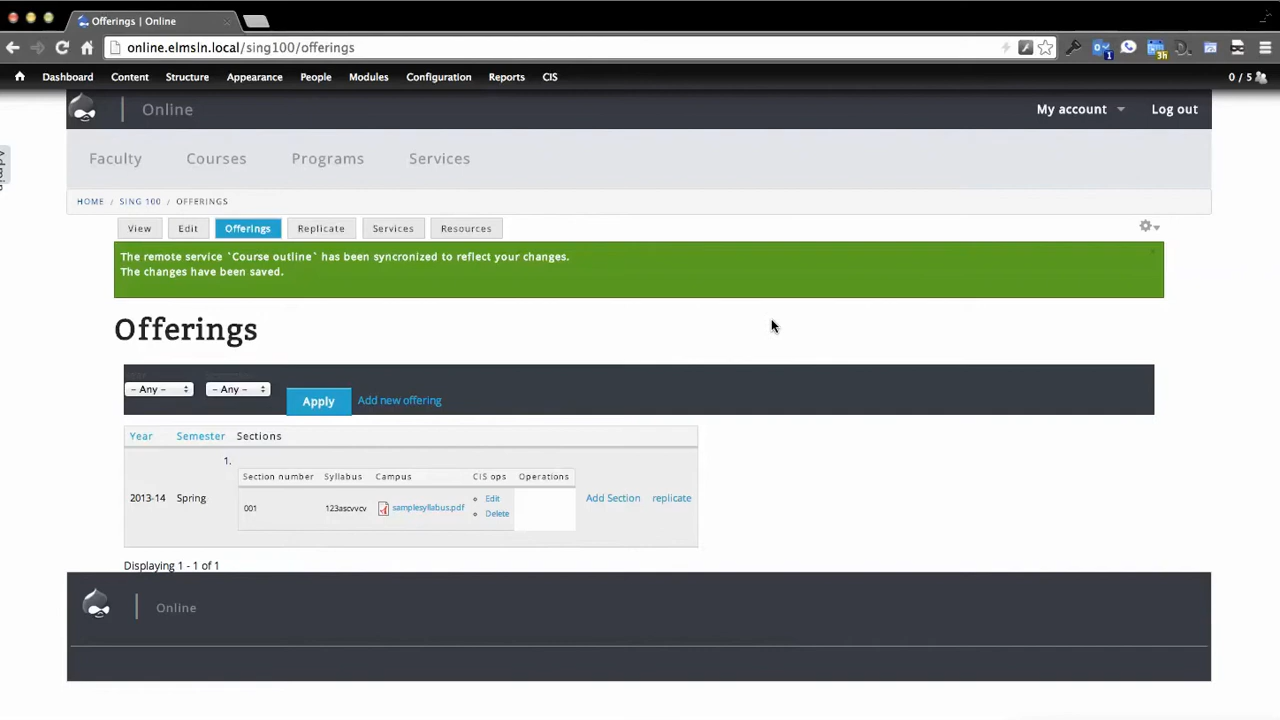 Offerings | Online
online.elmsln.local/sing100/offerings
1
3h
Dashboard Content Structure Appearance People Modules Configuration Reports CIS
0 / 5
Online
My account
Log out
Admin
Faculty Courses Programs Services
HOME / SING 100 / OFFERINGS
View Edit Offerings Replicate Services Resources
The remote service `Course outline` has been syncronized to reflect your changes.
The changes have been saved.
Offerings
- Any - - Any - Apply Add new offering
Year Semester Sections
1.
Section number Syllabus Campus CIS ops Operations
2013-14 Spring
001 123ascvvcv samplesyllabus.pdf
Edit
Delete
Add Section replicate
Displaying 1 - 1 of 1
Online